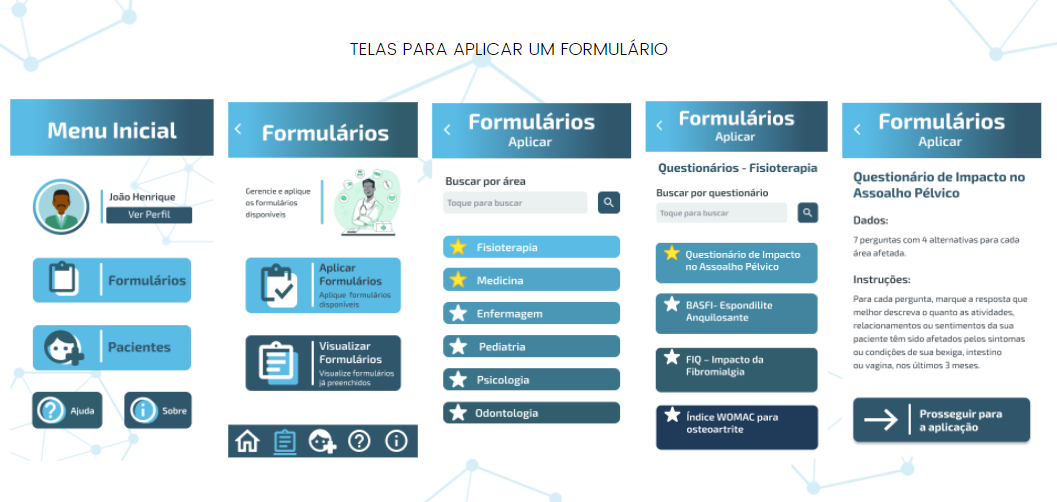 TELAS PARA APLICAR UM FORMULÁRIO
Menu Inicial
João Henrique
Ver Perfil
Formulários
Pacientes
Ajuda
Sobre
Formulários
Gerencie e aplique
os formulários
disponíveis
Aplicar
Formulários
Aplique formulários
disponíveis
Visualizar
Formulários
Visualize formulários
já preenchidos
Formulários
Aplicar
Buscar por área
Toque para buscar
Fisioterapia
Medicina
Enfermagem
Pediatria
Psicologia
Odontologia
Formulários
Aplicar
Questionários - Fisioterapia
Buscar por questionário
Toque para buscar
Questionário de Impacto
no Assoalho Pélvico
BASFI- Espondilite
Anquilosante
FIQ – Impacto da
Fibromialgia
Índice WOMAC para
osteoartrite
Formulários
Aplicar
Questionário de Impacto no
Assoalho Pélvico
Dados:
7 perguntas com 4 alternativas para cada
área afetada.
Instruções:
Para cada pergunta, marque a resposta que
melhor descreva o quanto as atividades,
relacionamentos ou sentimentos da sua
paciente têm sido afetados pelos sintomas
ou condições de sua bexiga, intestino
ou vagina, nos últimos 3 meses.
Prosseguir para
a aplicação